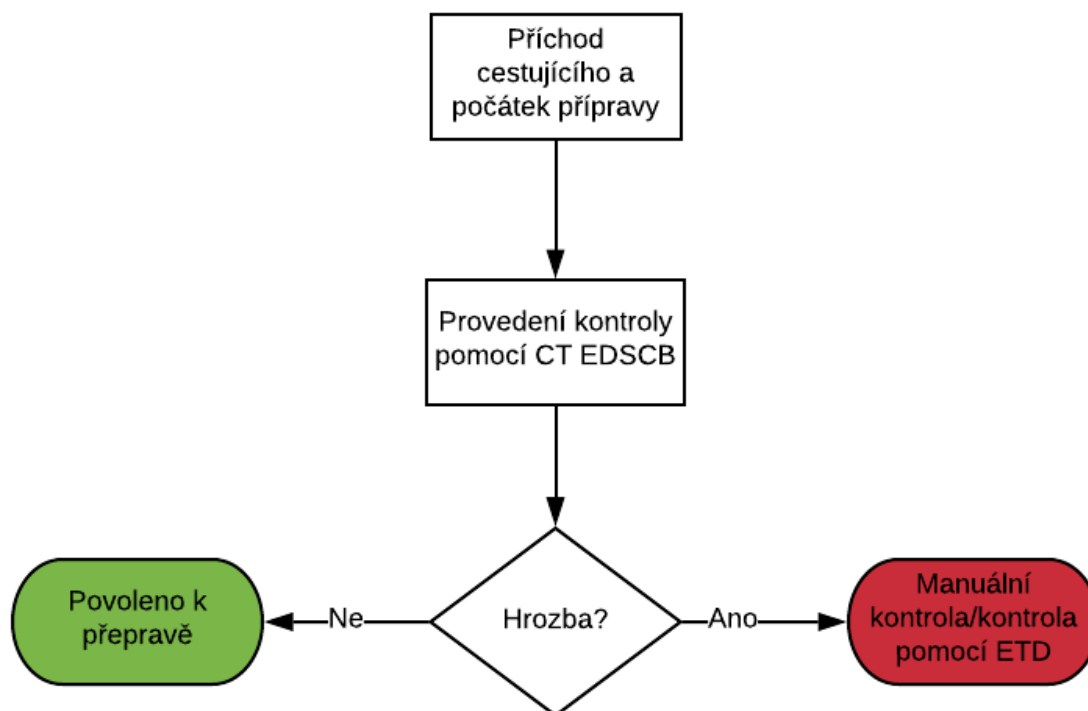 Příchod
cestujícího a
počátek přípravy
Provedení kontroly
pomocí CT EDSCB
Povoleno k
přepravě
Ne
Hrozba?
Ano
Manuální
kontrola/kontrola
pomocí ETD